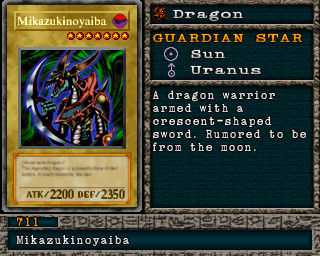 Mikazukinoyaiba
Dragon
GUARDIAN STAR
Sun
Uranus
A dragon warrior
armed with a
crescent-shaped
sword. Rumored to be
from the moon.
ATK/2200 DEF/2350
711
Mikazukinoyaiba